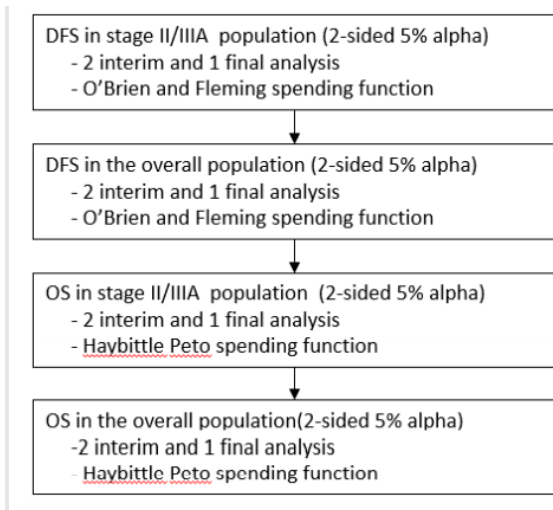 DFS in stage II/IIIA population (2-sided 5% alpha)
- 2 interim and 1 final analysis
- O'Brien and Fleming spending function
DFS in the overall population (2-sided 5% alpha)
- 2 interim and 1 final analysis
- O'Brien and Fleming spending function
OS in stage II/IIIA population (2-sided 5% alpha)
- 2 interim and 1 final analysis
- Haybittle Peto spending function
OS in the overall population(2-sided 5% alpha)
-2 interim and 1 final analysis
- Haybittle Peto spending function